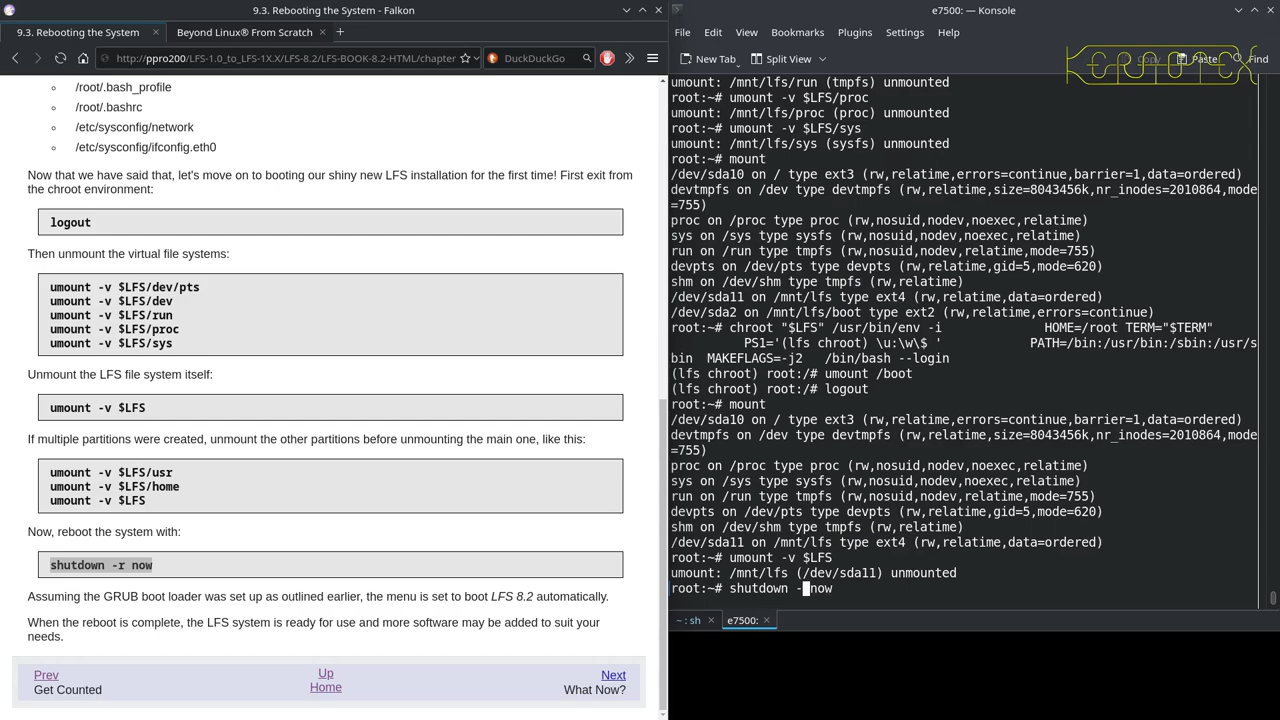 9.3. Rebooting the System - Falkon
9.3. Rebooting the System
Beyond Linux® From Scratch
http://ppro200/LFS-1.0_to_LFS-1X.X/LFS-8.2/LFS-BOOK-8.2-HTML/chapter
DuckDuckGo
/root/.bash_profile
/root/.bashrc
/etc/sysconfig/network
/etc/sysconfig/ifconfig.eth0
Now that we have said that, let's move on to booting our shiny new LFS installation for the first time! First exit from
the chroot environment:
logout
Then unmount the virtual file systems:
umount -v $LFS/dev/pts
umount -v $LFS/dev
umount -v $LFS/run
umount -v $LFS/proc
umount -v $LFS/sys
Unmount the LFS file system itself:
umount -v $LFS
If multiple partitions were created, unmount the other partitions before unmounting the main one, like this:
umount -v $LFS/usr
umount -v $LFS/home
umount -v $LFS
Now, reboot the system with:
shutdown -r now
Assuming the GRUB boot loader was set up as outlined earlier, the menu is set to boot LFS 8.2 automatically.
When the reboot is complete, the LFS system is ready for use and more software may be added to suit your
needs.
Prev
Get Counted
Up
Home
Next
What Now?
e7500: — Konsole
File Edit View Bookmarks Plugins Settings Help
New Tab Split View Copy Paste Find
umount: /mnt/lfs/run (tmpfs) unmounted
root:~# umount -v $LFS/proc
umount: /mnt/lfs/proc (proc) unmounted
root:~# umount -v $LFS/sys
umount: /mnt/lfs/sys (sysfs) unmounted
root:~# mount
/dev/sda10 on / type ext3 (rw,relatime,errors=continue,barrier=1,data=ordered)
devtmpfs on /dev type devtmpfs (rw,relatime,size=8043456k,nr_inodes=2010864,mode
=755)
proc on /proc type proc (rw,nosuid,nodev,noexec,relatime)
sys on /sys type sysfs (rw,nosuid,nodev,noexec,relatime)
run on /run type tmpfs (rw,nosuid,nodev,relatime,mode=755)
devpts on /dev/pts type devpts (rw,relatime,gid=5,mode=620)
shm on /dev/shm type tmpfs (rw,relatime)
/dev/sda11 on /mnt/lfs type ext4 (rw,relatime,data=ordered)
/dev/sda2 on /mnt/lfs/boot type ext2 (rw,relatime,errors=continue)
root:~# chroot "$LFS" /usr/bin/env -i HOME=/root TERM="$TERM"
PS1='(lfs chroot) \u:\w\$ ' PATH=/bin:/usr/bin:/sbin:/usr/s
bin MAKEFLAGS=-j2 /bin/bash --login
(lfs chroot) root:/# umount /boot
(lfs chroot) root:/# logout
root:~# mount
/dev/sda10 on / type ext3 (rw,relatime,errors=continue,barrier=1,data=ordered)
devtmpfs on /dev type devtmpfs (rw,relatime,size=8043456k,nr_inodes=2010864,mode
=755)
proc on /proc type proc (rw,nosuid,nodev,noexec,relatime)
sys on /sys type sysfs (rw,nosuid,nodev,noexec,relatime)
run on /run type tmpfs (rw,nosuid,nodev,relatime,mode=755)
devpts on /dev/pts type devpts (rw,relatime,gid=5,mode=620)
shm on /dev/shm type tmpfs (rw,relatime)
/dev/sda11 on /mnt/lfs type ext4 (rw,relatime,data=ordered)
root:~# umount -v $LFS
umount: /mnt/lfs (/dev/sda11) unmounted
root:~# shutdown - now
~ : sh
e7500: